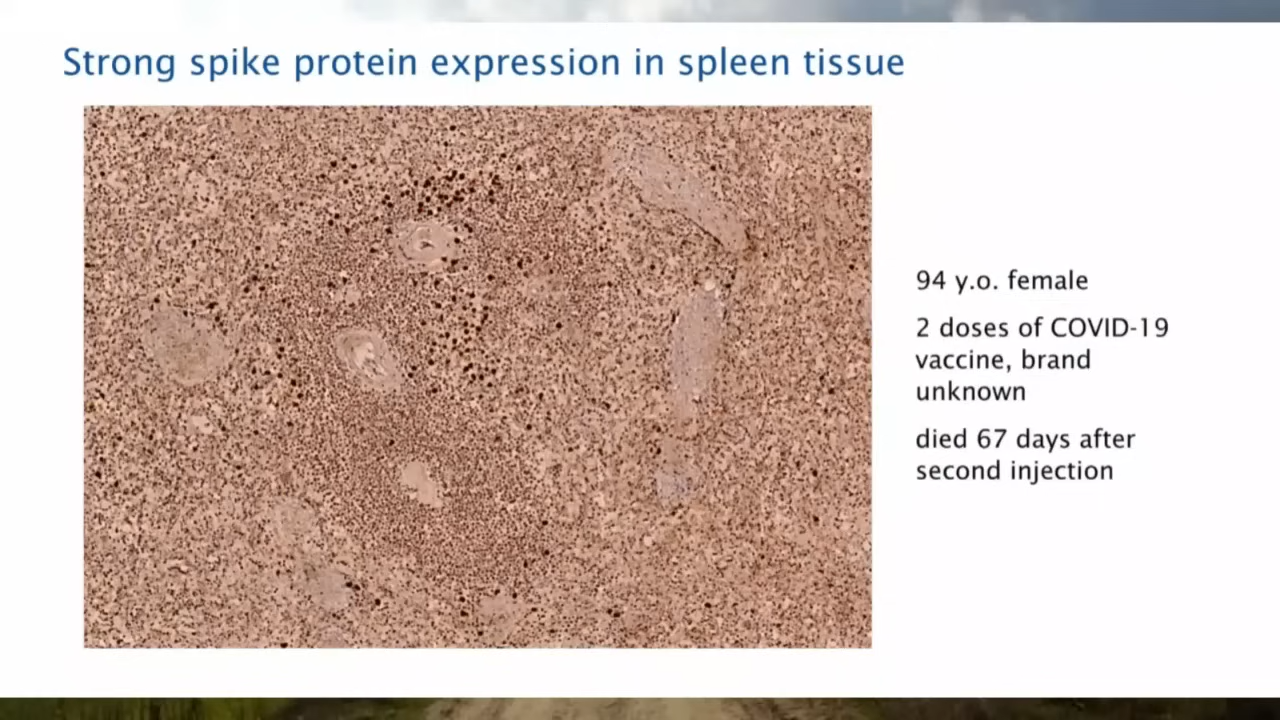 Strong spike protein expression in spleen tissue
94 y.o. female
2 doses of COVID-19
vaccine, brand
unknown
died 67 days after
second injection